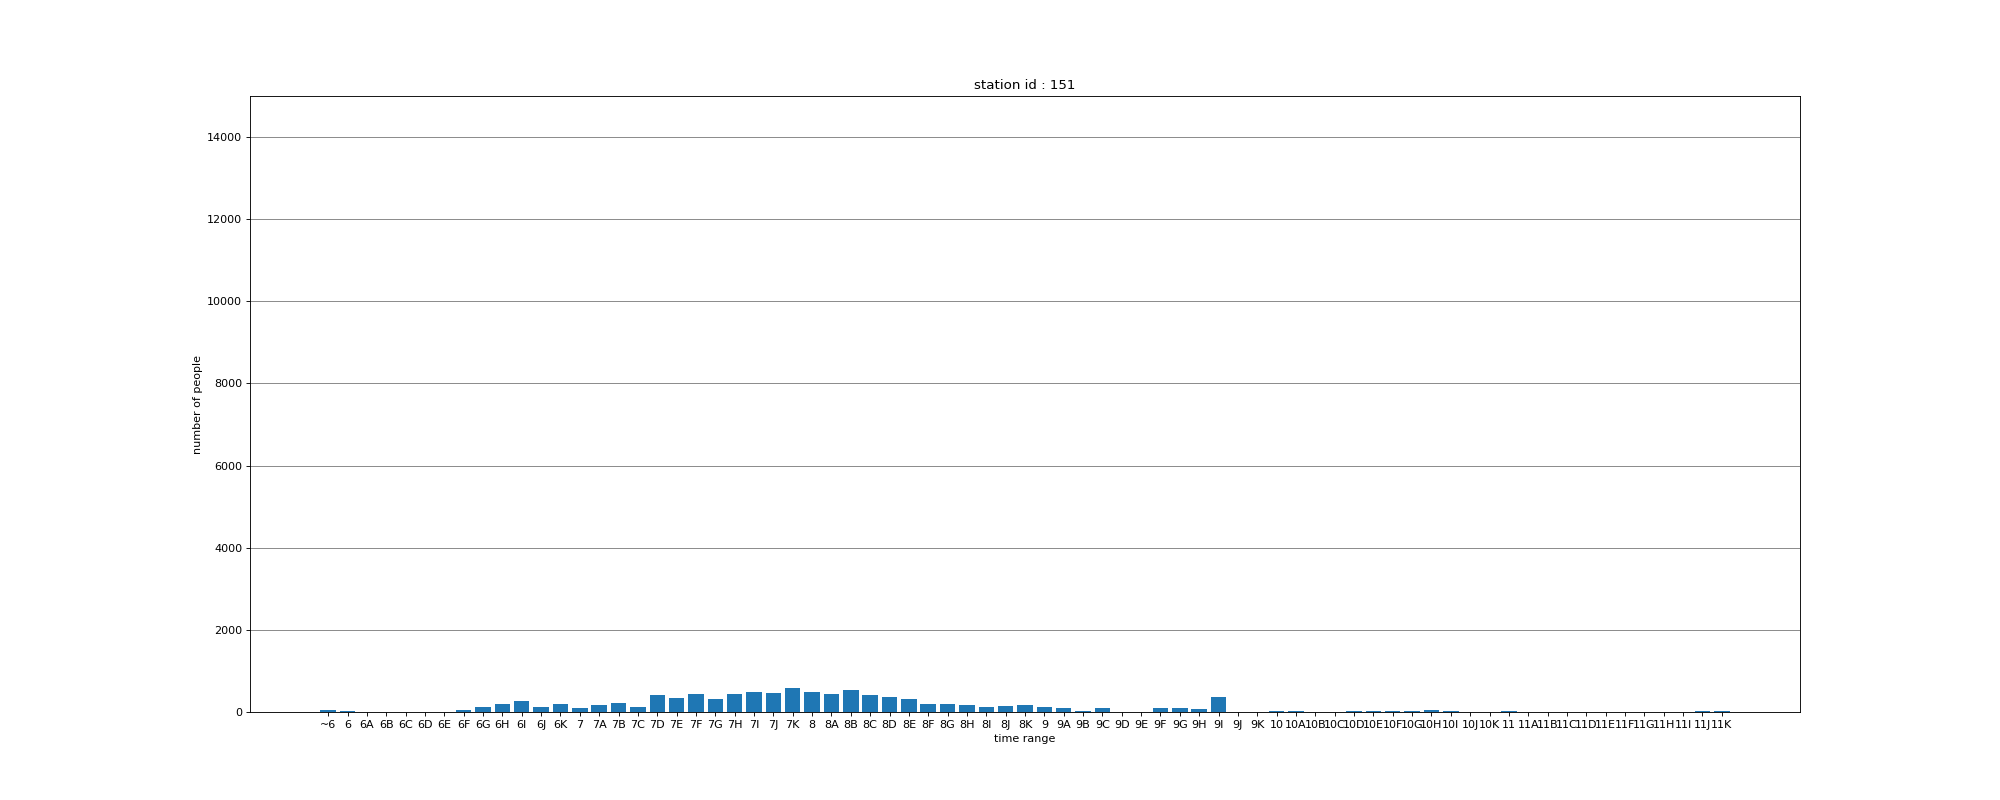 station id : 151
14000
12000
10000
8000
6000
4000
2000
0
number of people
~6 6 6A 6B 6C 6D 6E 6F 6G 6H 6I 6J 6K 7 7A 7B 7C 7D 7E 7F 7G 7H 7I 7J 7K 8 8A 8B 8C 8D 8E 8F 8G 8H 8I 8J 8K 9 9A 9B 9C 9D 9E 9F 9G 9H 9I 9J 9K 10 10A 10B 10C 10D 10E 10F 10G 10H 10I 10J 10K 11 11A 11B 11C 11D 11E 11F 11G 11H 11I 11J 11K
time range